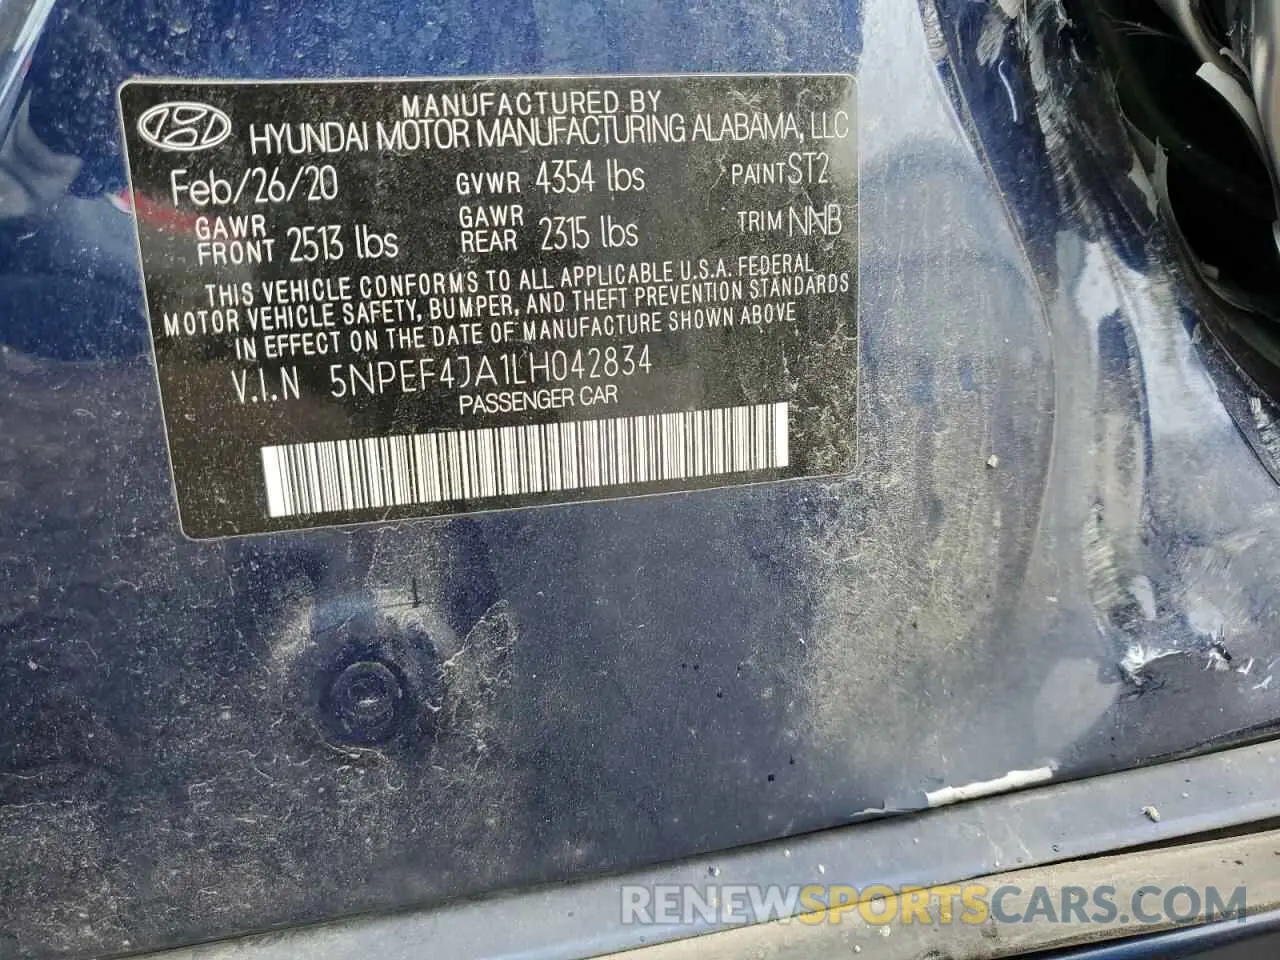 MANUFACTURED BY
HYUNDAI MOTOR MANUFACTURING ALABAMA, LLC
Feb/26/20 GVWR 4354 lbs PAINT ST2
GAWR FRONT 2513 lbs GAWR REAR 2315 lbs TRIM NNB
THIS VEHICLE CONFORMS TO ALL APPLICABLE U.S.A. FEDERAL
MOTOR VEHICLE SAFETY, BUMPER, AND THEFT PREVENTION STANDARDS
IN EFFECT ON THE DATE OF MANUFACTURE SHOWN ABOVE
V.I.N 5NPEF4JA1LH042834
PASSENGER CAR
RENEWSPORTSCARS.COM